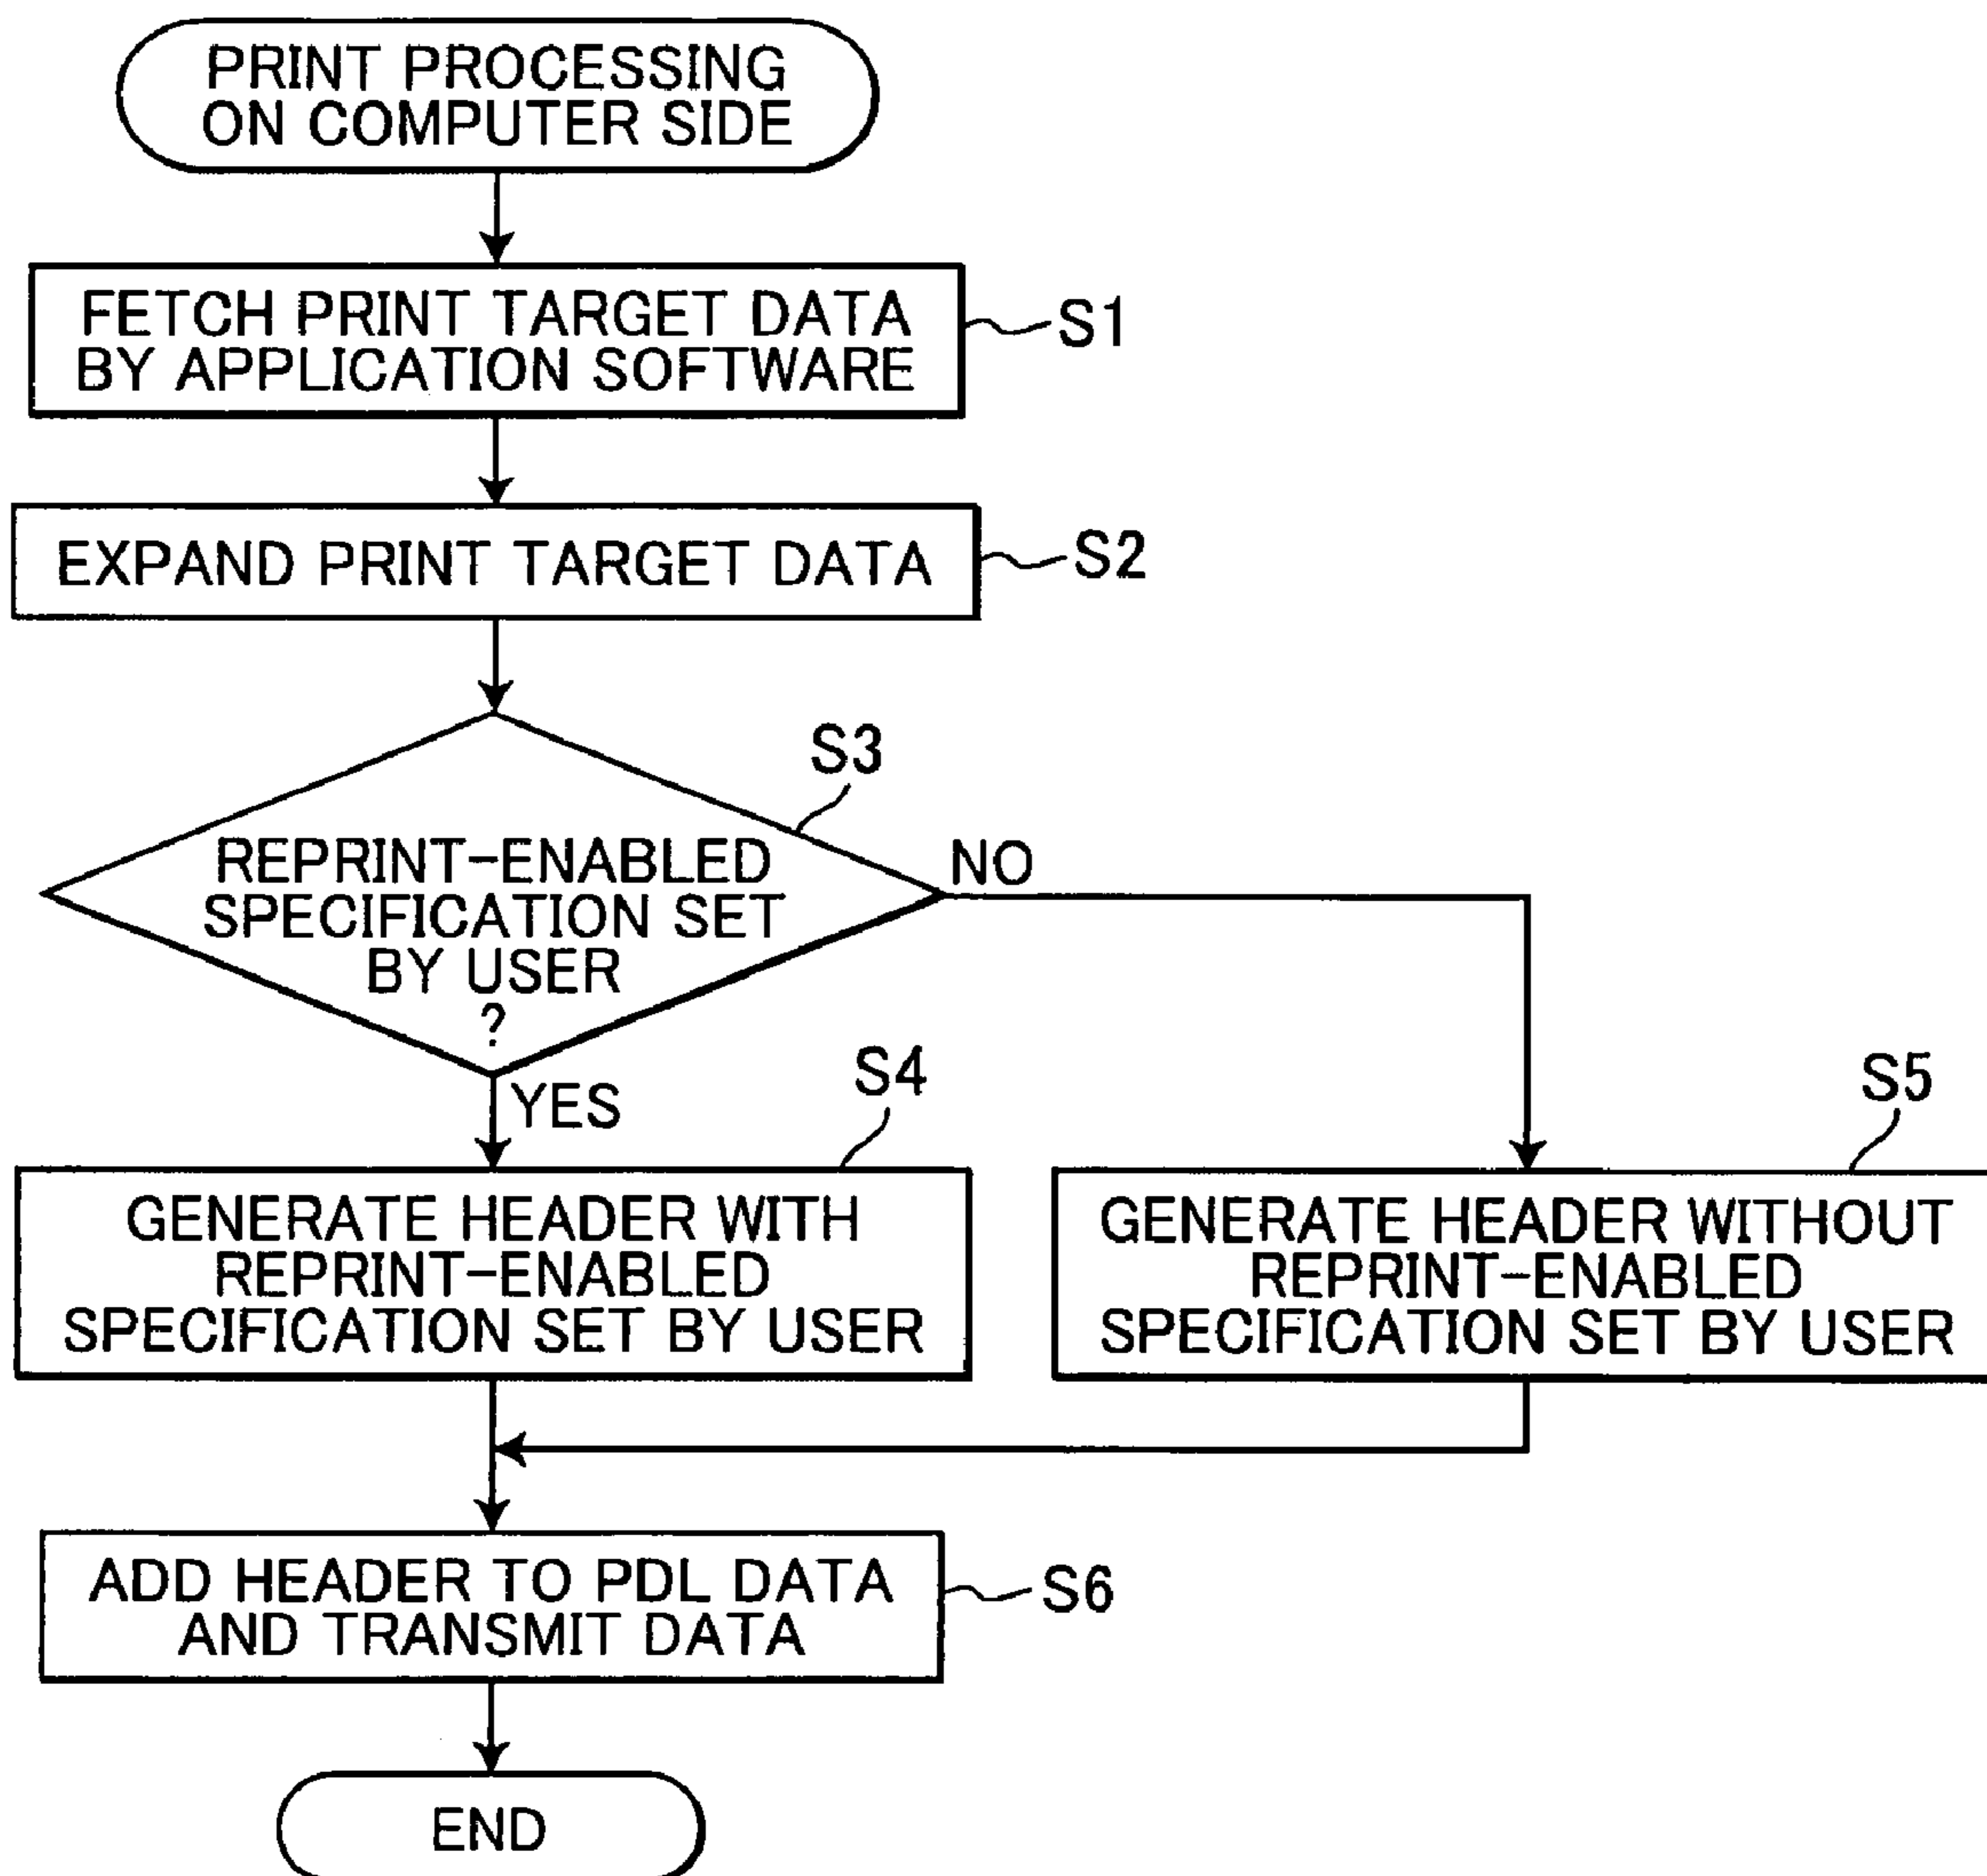 PRINT PROCESSING
ON COMPUTER SIDE
FETCH PRINT TARGET DATA
BY APPLICATION SOFTWARE
S1
EXPAND PRINT TARGET DATA
S2
S3
REPRINT-ENABLED
SPECIFICATION SET
BY USER
?
NO
YES
S4
GENERATE HEADER WITH
REPRINT-ENABLED
SPECIFICATION SET BY USER
S5
GENERATE HEADER WITHOUT
REPRINT-ENABLED
SPECIFICATION SET BY USER
ADD HEADER TO PDL DATA
AND TRANSMIT DATA
S6
END